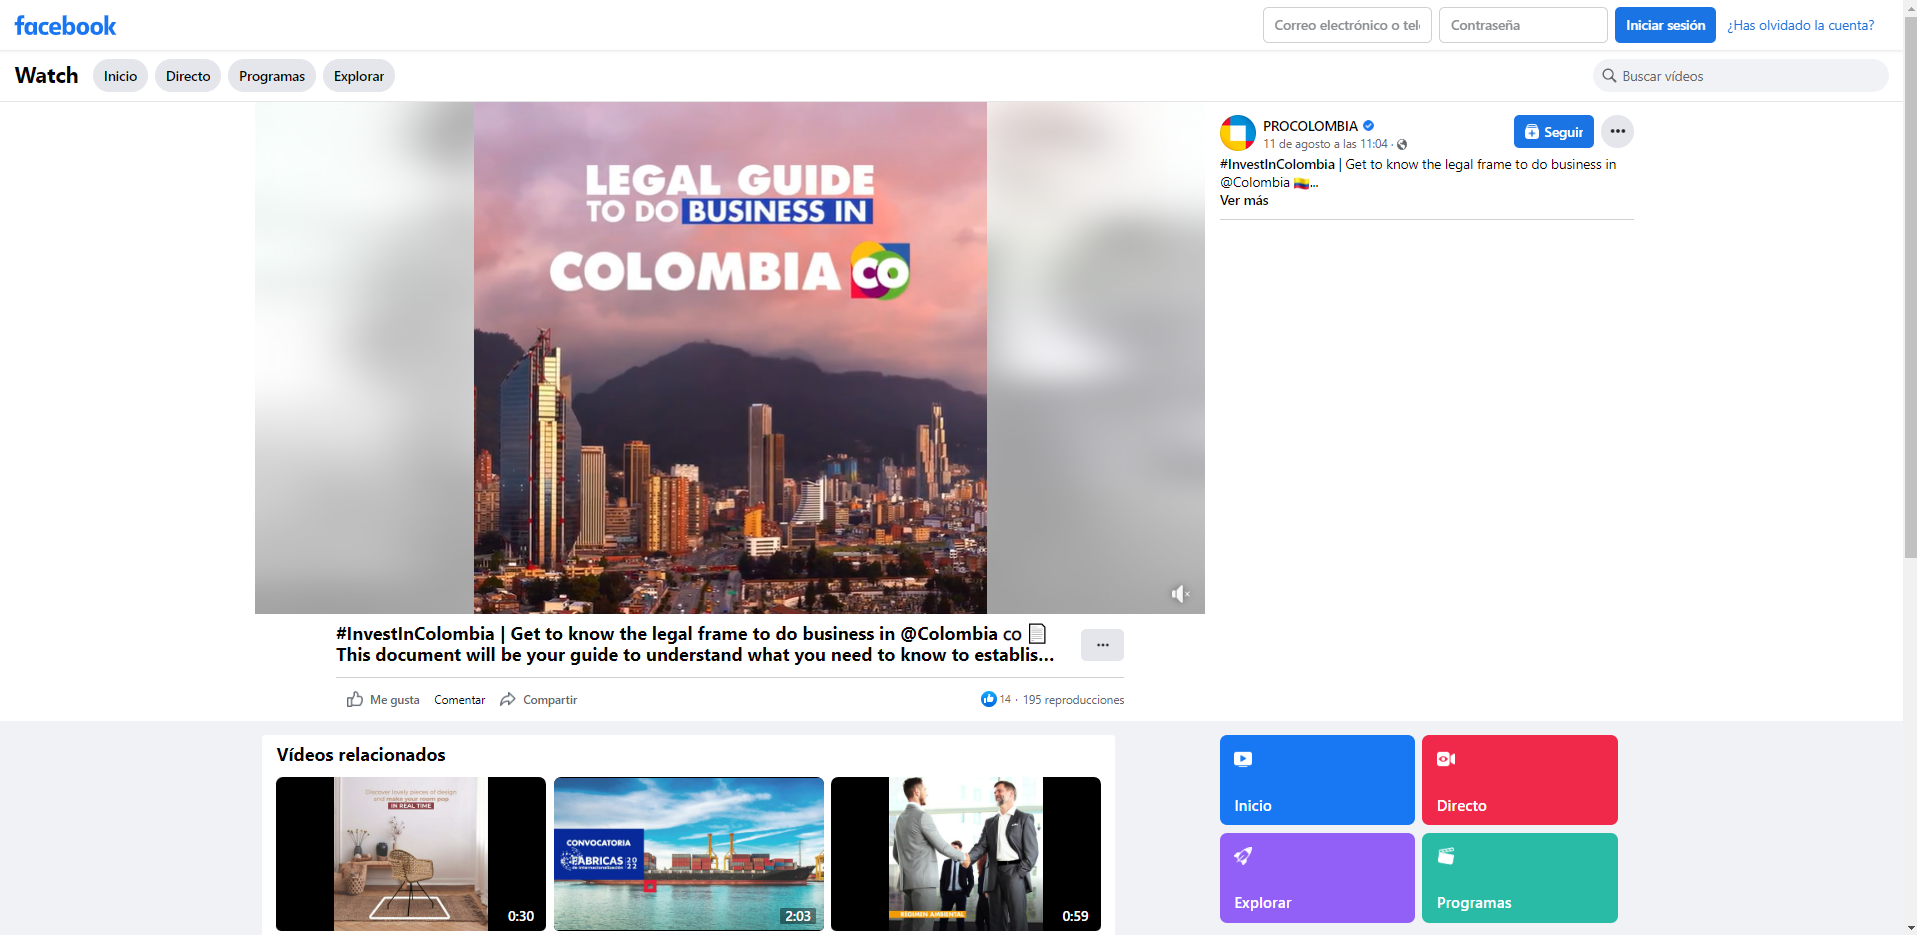 facebook
Correo electrónico o tel
Contraseña
Iniciar sesión
¿Has olvidado la cuenta?
Watch
Inicio
Directo
Programas
Explorar
Buscar vídeos
LEGAL GUIDE
TO DO BUSINESS IN
COLOMBIA CO
PROCOLOMBIA
11 de agosto a las 11:04 ·
#InvestInColombia | Get to know the legal frame to do business in
@Colombia 🇨🇴...
Ver más
Seguir
#InvestInColombia | Get to know the legal frame to do business in @Colombia co 📄
This document will be your guide to understand what you need to know to establis...
Me gusta
Comentar
Compartir
14 · 195 reproducciones
Vídeos relacionados
Discover lovely pieces of design
and make your room pop
IN REAL TIME
0:30
CONVOCATORIA
FÁBRICAS 2022
de internacionalización
2:03
RÉGIMEN AMBIENTAL
0:59
Inicio
Directo
Explorar
Programas